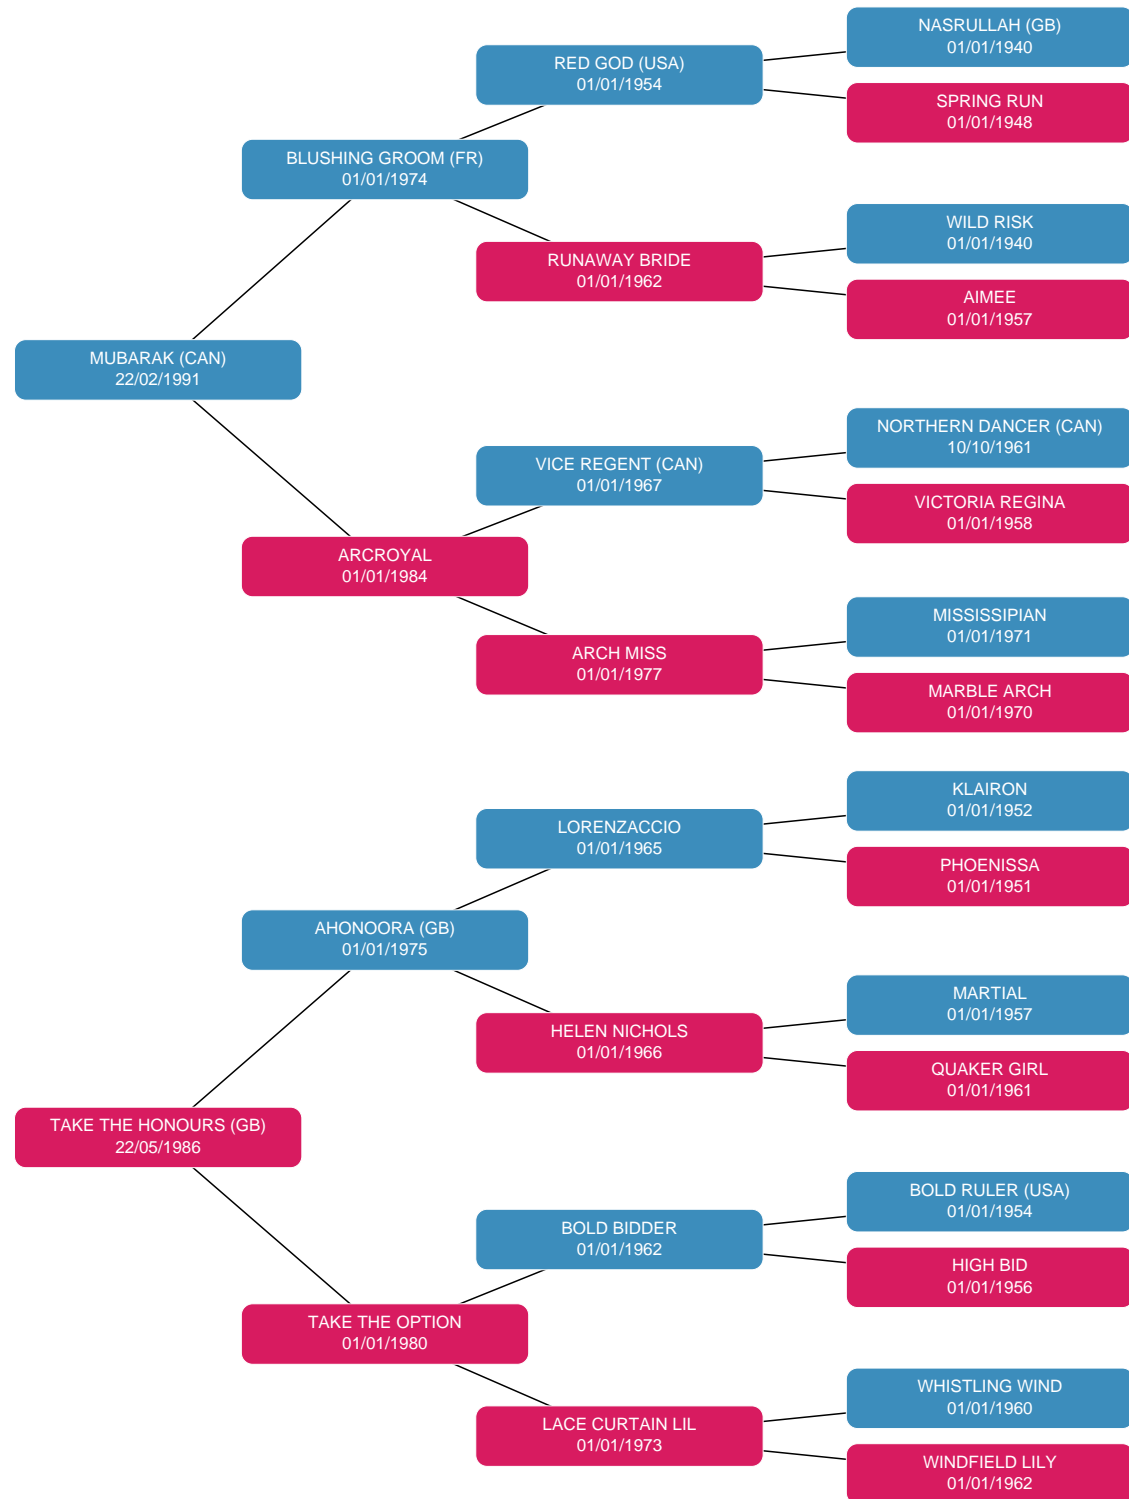 NASRULLAH (GB)
01/01/1940
RED GOD (USA)
01/01/1954
SPRING RUN
01/01/1948
BLUSHING GROOM (FR)
01/01/1974
WILD RISK
01/01/1940
RUNAWAY BRIDE
01/01/1962
AIMEE
01/01/1957
MUBARAK (CAN)
22/02/1991
NORTHERN DANCER (CAN)
10/10/1961
VICE REGENT (CAN)
01/01/1967
VICTORIA REGINA
01/01/1958
ARCROYAL
01/01/1984
MISSISSIPIAN
01/01/1971
ARCH MISS
01/01/1977
MARBLE ARCH
01/01/1970
KLAIRON
01/01/1952
LORENZACCIO
01/01/1965
PHOENISSA
01/01/1951
AHONOORA (GB)
01/01/1975
MARTIAL
01/01/1957
HELEN NICHOLS
01/01/1966
QUAKER GIRL
01/01/1961
TAKE THE HONOURS (GB)
22/05/1986
BOLD RULER (USA)
01/01/1954
BOLD BIDDER
01/01/1962
HIGH BID
01/01/1956
TAKE THE OPTION
01/01/1980
WHISTLING WIND
01/01/1960
LACE CURTAIN LIL
01/01/1973
WINDFIELD LILY
01/01/1962